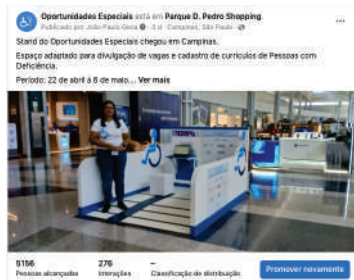 Oportunidades Especiais está em Parque D. Pedro Shopping.
Publicado por João Paulo Gera · 3 d · Campinas, São Paulo ·
Stand do Oportunidades Especiais chegou em Campinas.
Espaço adaptado para divulgação de vagas e cadastro de currículos de Pessoas com
Deficiência.
Período: 22 de abril à 6 de maio... Ver mais
5156
276
–
Pessoas alcançadas
Interações
Classificação de distribuição
Promover novamente